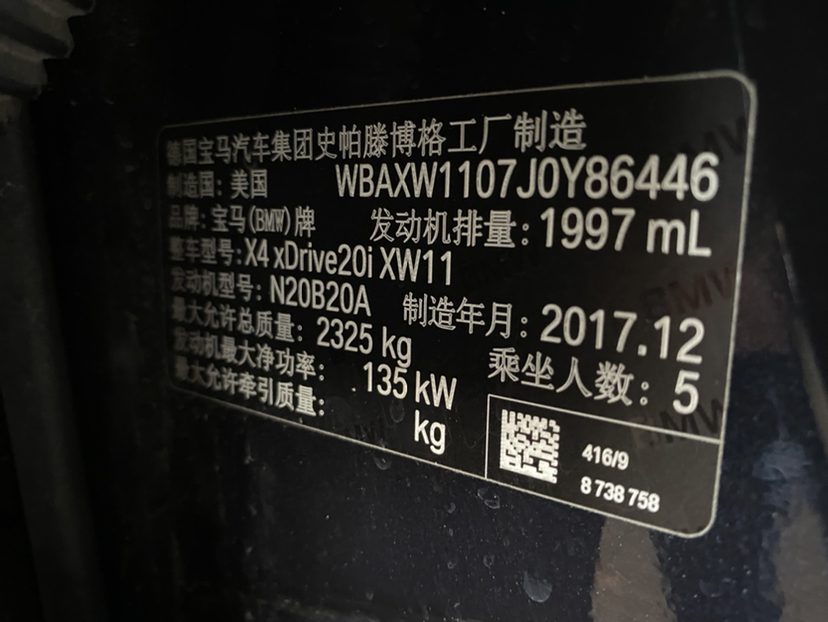 德国宝马汽车集团史帕滕博格工厂制造
制造国: 美国 WBAXW1107J0Y86446
品牌: 宝马(BMW)牌 发动机排量: 1997 mL
整车型号: X4 xDrive20i XW11
发动机型号: N20B20A 制造年月: 2017.12
最大允许总质量: 2325 kg 乘坐人数: 5
发动机最大净功率: 135 kW
最大允许牵引质量: kg
416/9
8 738 758